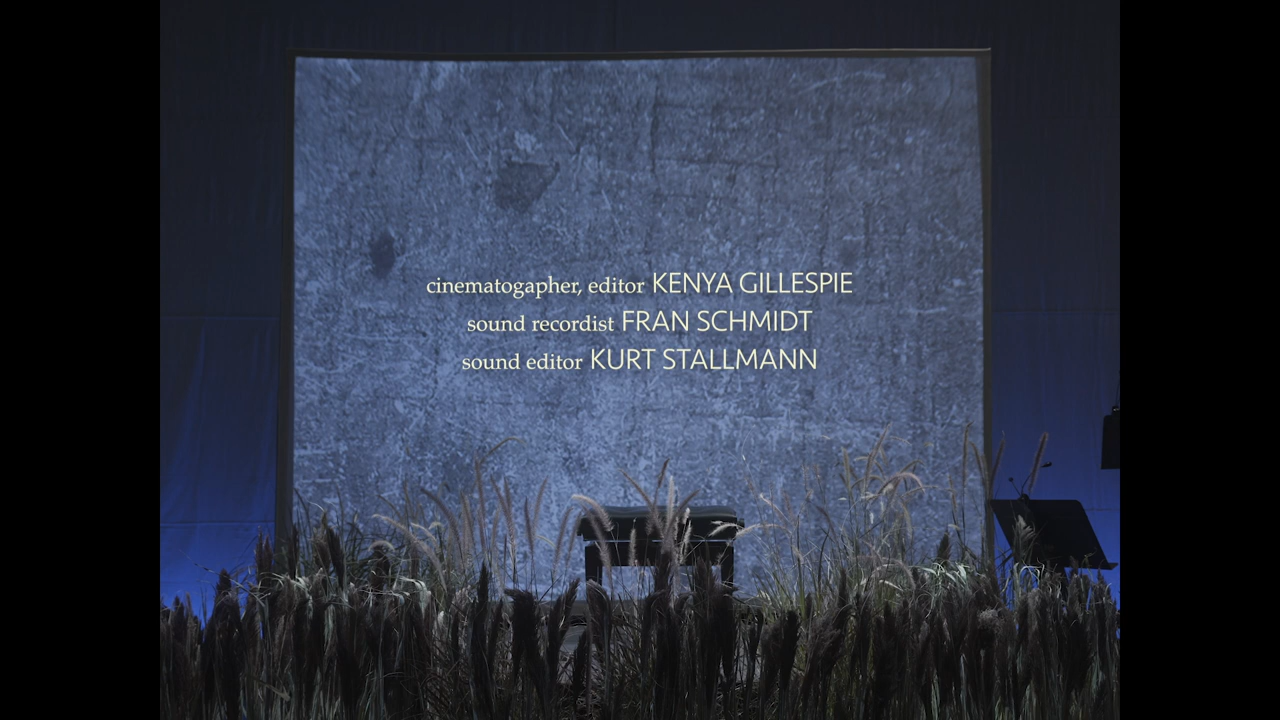 cinematogapher, editor KENYA GILLESPIE
sound recordist FRAN SCHMIDT
sound editor KURT STALLMANN